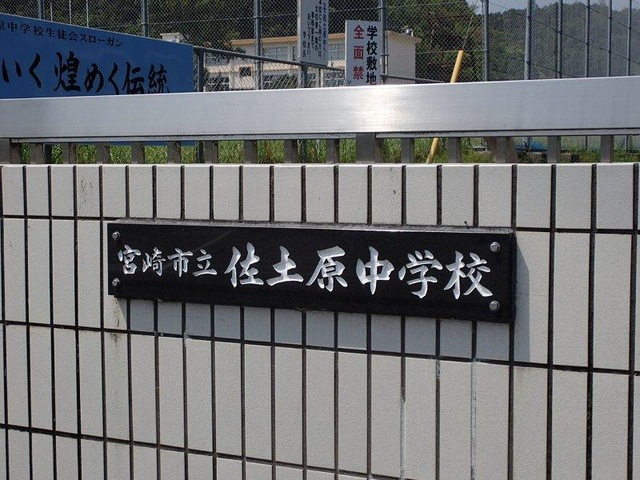 原中学校生徒会スローガン
いく煌めく伝統
学校敷地
全面禁
宮崎市立佐土原中学校